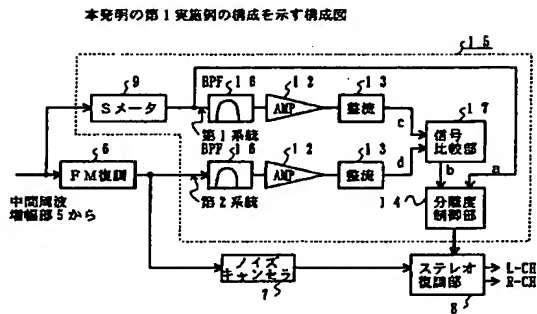 本発明の第1実施例の構成を示す構成図
15
9
Sメータ
BPF
16
12
AMP
13
整流
c
第1系統
17
信号
比較部
6
FM復調
BPF
16
12
AMP
13
整流
d
第2系統
b
a
中間周波
増幅部5から
14
分離度
制御部
ノイズ
キャンセラ
7
ステレオ
復調部
8
L-CH
R-CH